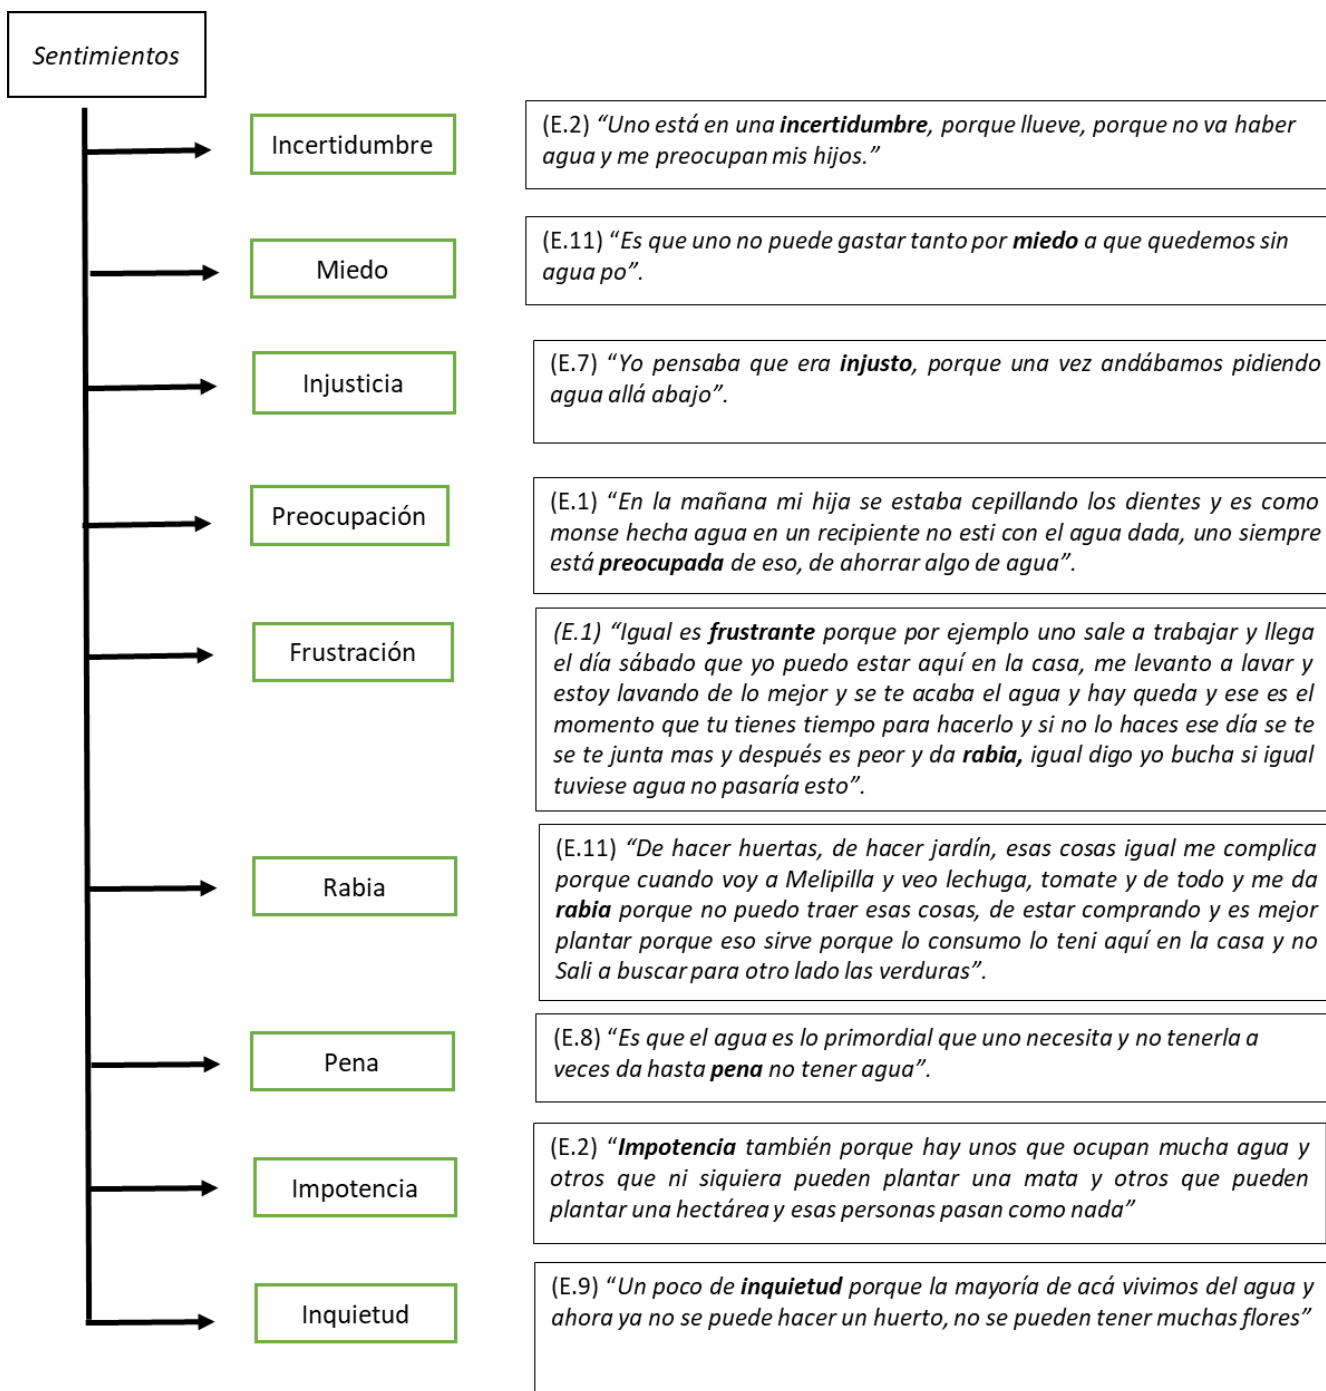 Sentimientos
Incertidumbre
(E.2) “Uno está en una incertidumbre, porque llueve, porque no va haber
agua y me preocupan mis hijos.”
Miedo
(E.11) “Es que uno no puede gastar tanto por miedo a que quedemos sin
agua po”.
Injusticia
(E.7) “Yo pensaba que era injusto, porque una vez andábamos pidiendo
agua allá abajo”.
Preocupación
(E.1) “En la mañana mi hija se estaba cepillando los dientes y es como
monse hecha agua en un recipiente no esti con el agua dada, uno siempre
está preocupada de eso, de ahorrar algo de agua”.
Frustración
(E.1) “Igual es frustrante porque por ejemplo uno sale a trabajar y llega
el día sábado que yo puedo estar aquí en la casa, me levanto a lavar y
estoy lavando de lo mejor y se te acaba el agua y hay queda y ese es el
momento que tu tienes tiempo para hacerlo y si no lo haces ese día se te
se te junta mas y después es peor y da rabia, igual digo yo bucha si igual
tuviese agua no pasaría esto”.
Rabia
(E.11) “De hacer huertas, de hacer jardín, esas cosas igual me complica
porque cuando voy a Melipilla y veo lechuga, tomate y de todo y me da
rabia porque no puedo traer esas cosas, de estar comprando y es mejor
plantar porque eso sirve porque lo consumo lo teni aquí en la casa y no
Sali a buscar para otro lado las verduras”.
Pena
(E.8) “Es que el agua es lo primordial que uno necesita y no tenerla a
veces da hasta pena no tener agua”.
Impotencia
(E.2) “Impotencia también porque hay unos que ocupan mucha agua y
otros que ni siquiera pueden plantar una mata y otros que pueden
plantar una hectárea y esas personas pasan como nada”
Inquietud
(E.9) “Un poco de inquietud porque la mayoría de acá vivimos del agua y
ahora ya no se puede hacer un huerto, no se pueden tener muchas flores”